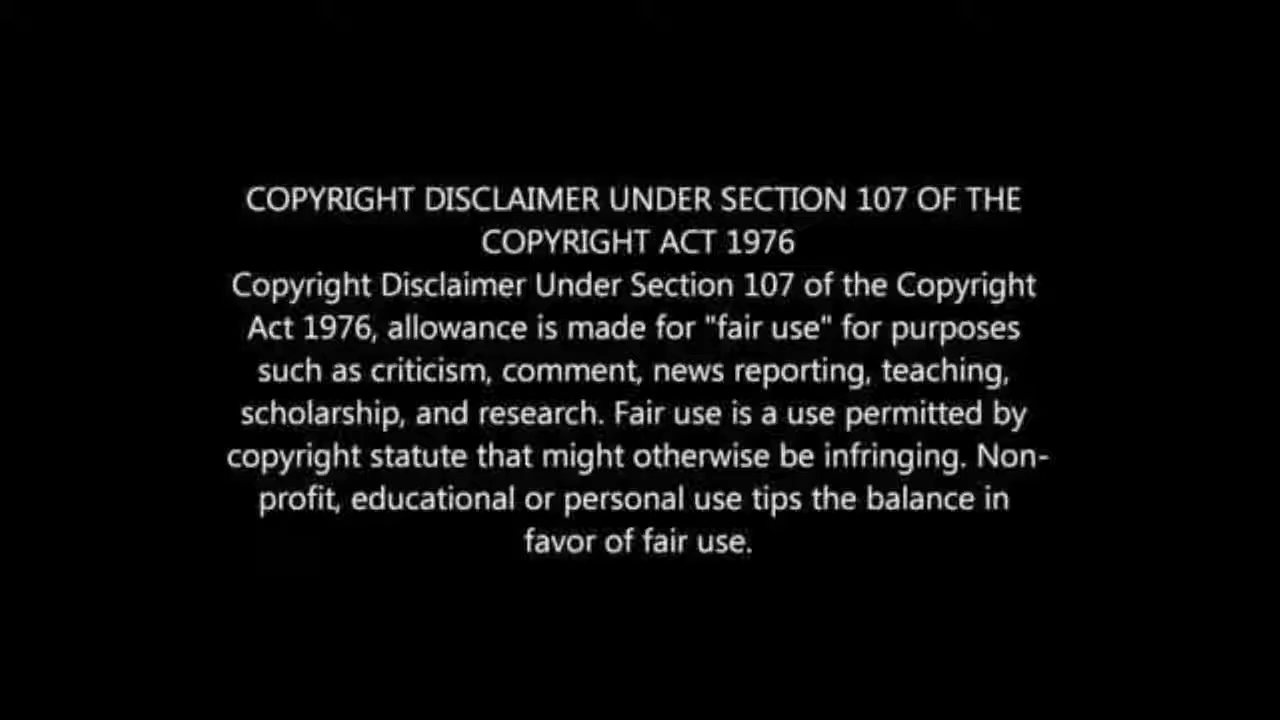 COPYRIGHT DISCLAIMER UNDER SECTION 107 OF THE
COPYRIGHT ACT 1976
Copyright Disclaimer Under Section 107 of the Copyright
Act 1976, allowance is made for "fair use" for purposes
such as criticism, comment, news reporting, teaching,
scholarship, and research. Fair use is a use permitted by
copyright statute that might otherwise be infringing. Non-
profit, educational or personal use tips the balance in
favor of fair use.